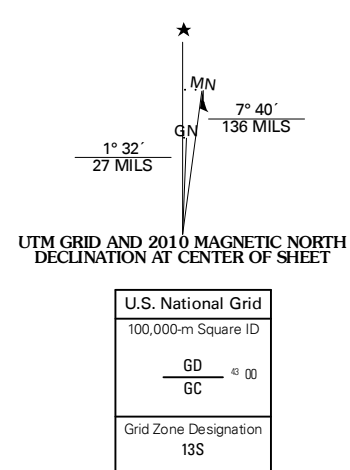 ★
MN
7° 40´
136 MILS
GN
1° 32´
27 MILS
UTM GRID AND 2010 MAGNETIC NORTH
DECLINATION AT CENTER OF SHEET
U.S. National Grid
100,000-m Square ID
GD
43 00
GC
Grid Zone Designation
13S